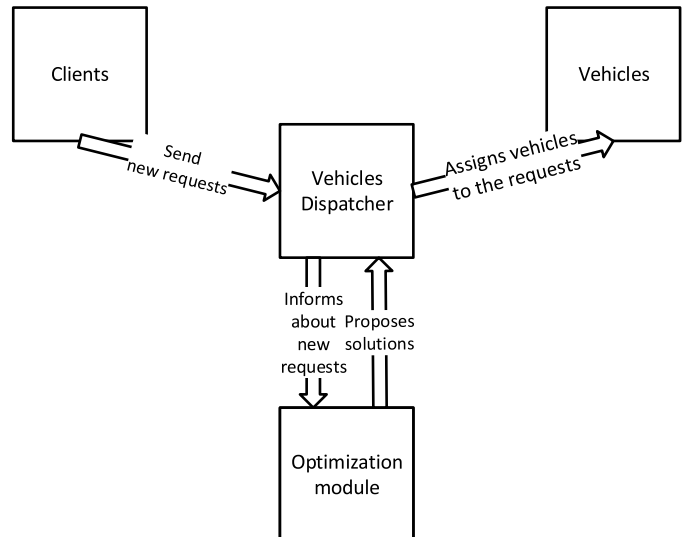 Clients
Vehicles
Send
new requests
Vehicles
Dispatcher
Assigns vehicles
to the requests
Informs
about
new
requests
Proposes
solutions
Optimization
module